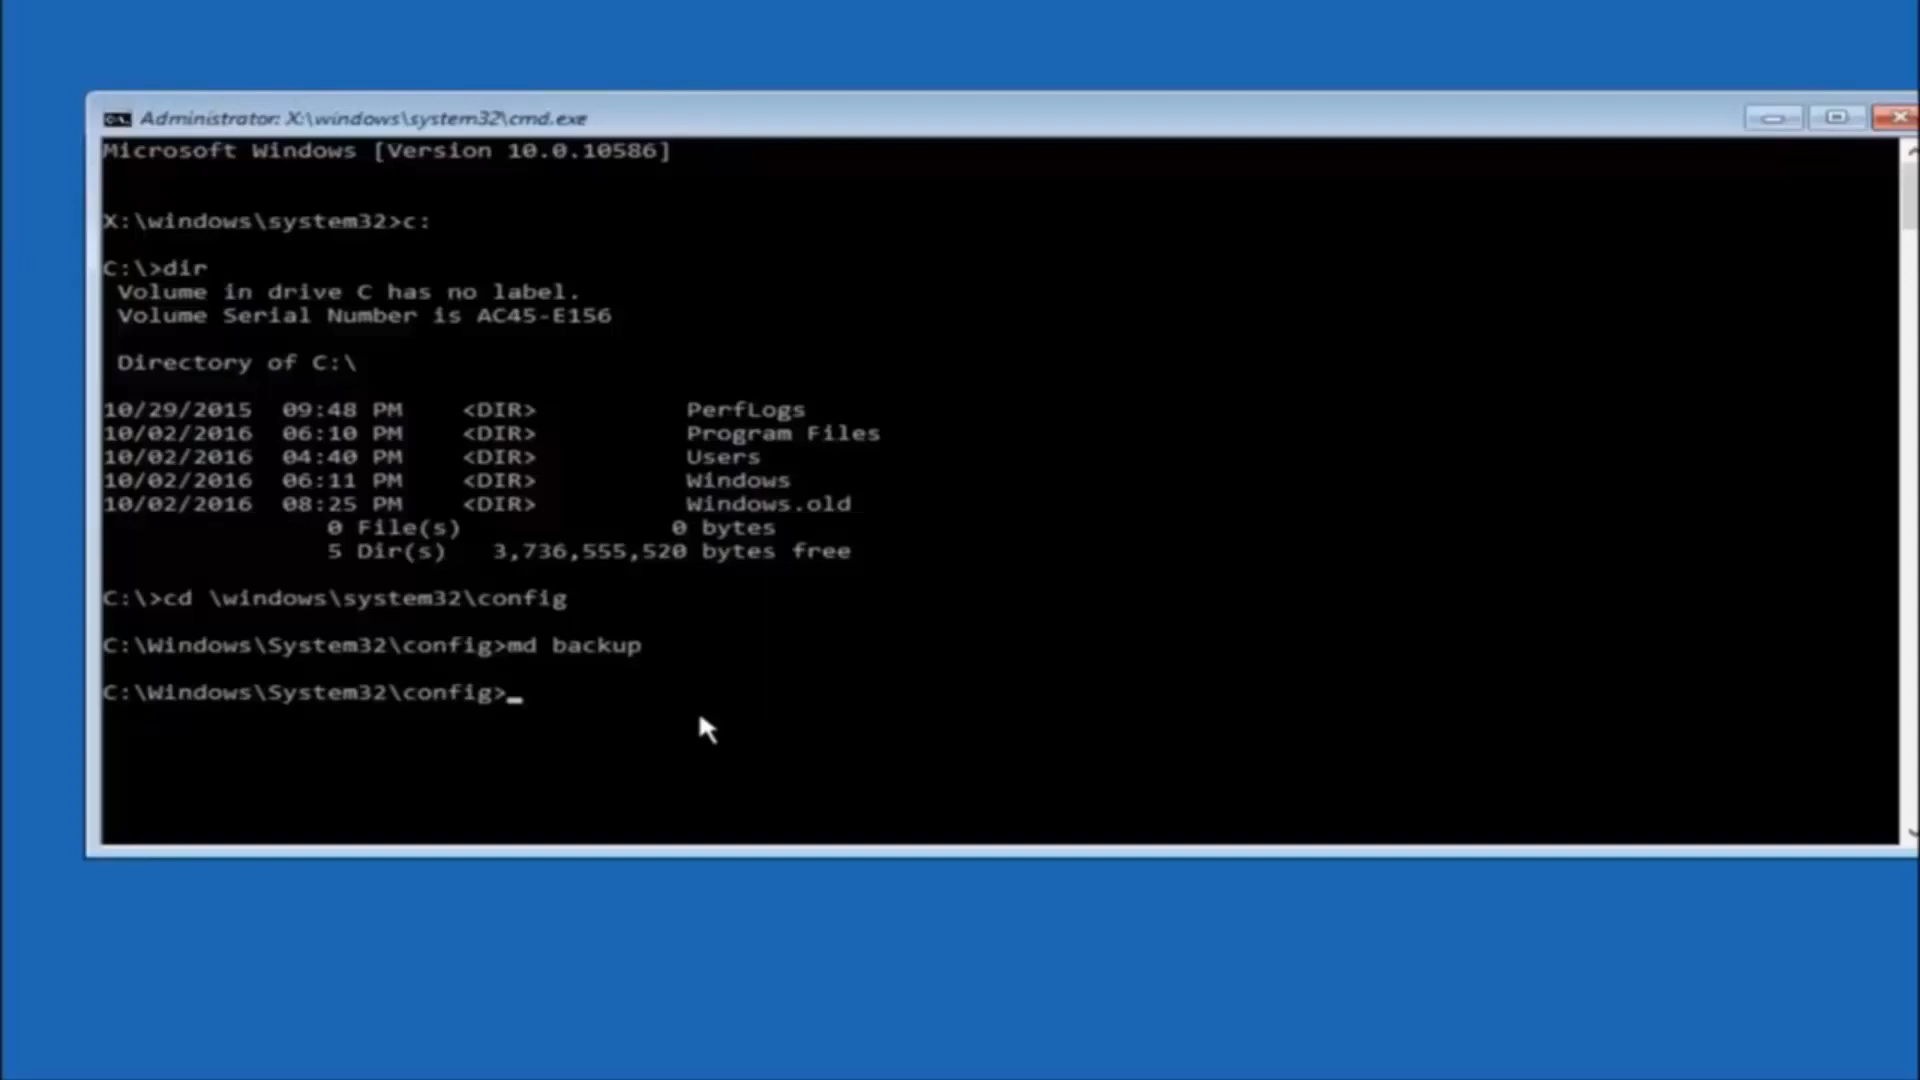 Administrator: X:\windows\system32\cmd.exe
Microsoft Windows [Version 10.0.10586]
X:\windows\system32>c:
C:\>dir
Volume in drive C has no label.
Volume Serial Number is AC45-E156
Directory of C:\
10/29/2015  09:48 PM    <DIR>          PerfLogs
10/02/2016  06:10 PM    <DIR>          Program Files
10/02/2016  04:40 PM    <DIR>          Users
10/02/2016  06:11 PM    <DIR>          Windows
10/02/2016  08:25 PM    <DIR>          Windows.old
0 File(s)              0 bytes
5 Dir(s)   3,736,555,520 bytes free
C:\>cd \windows\system32\config
C:\Windows\System32\config>md backup
C:\Windows\System32\config>_